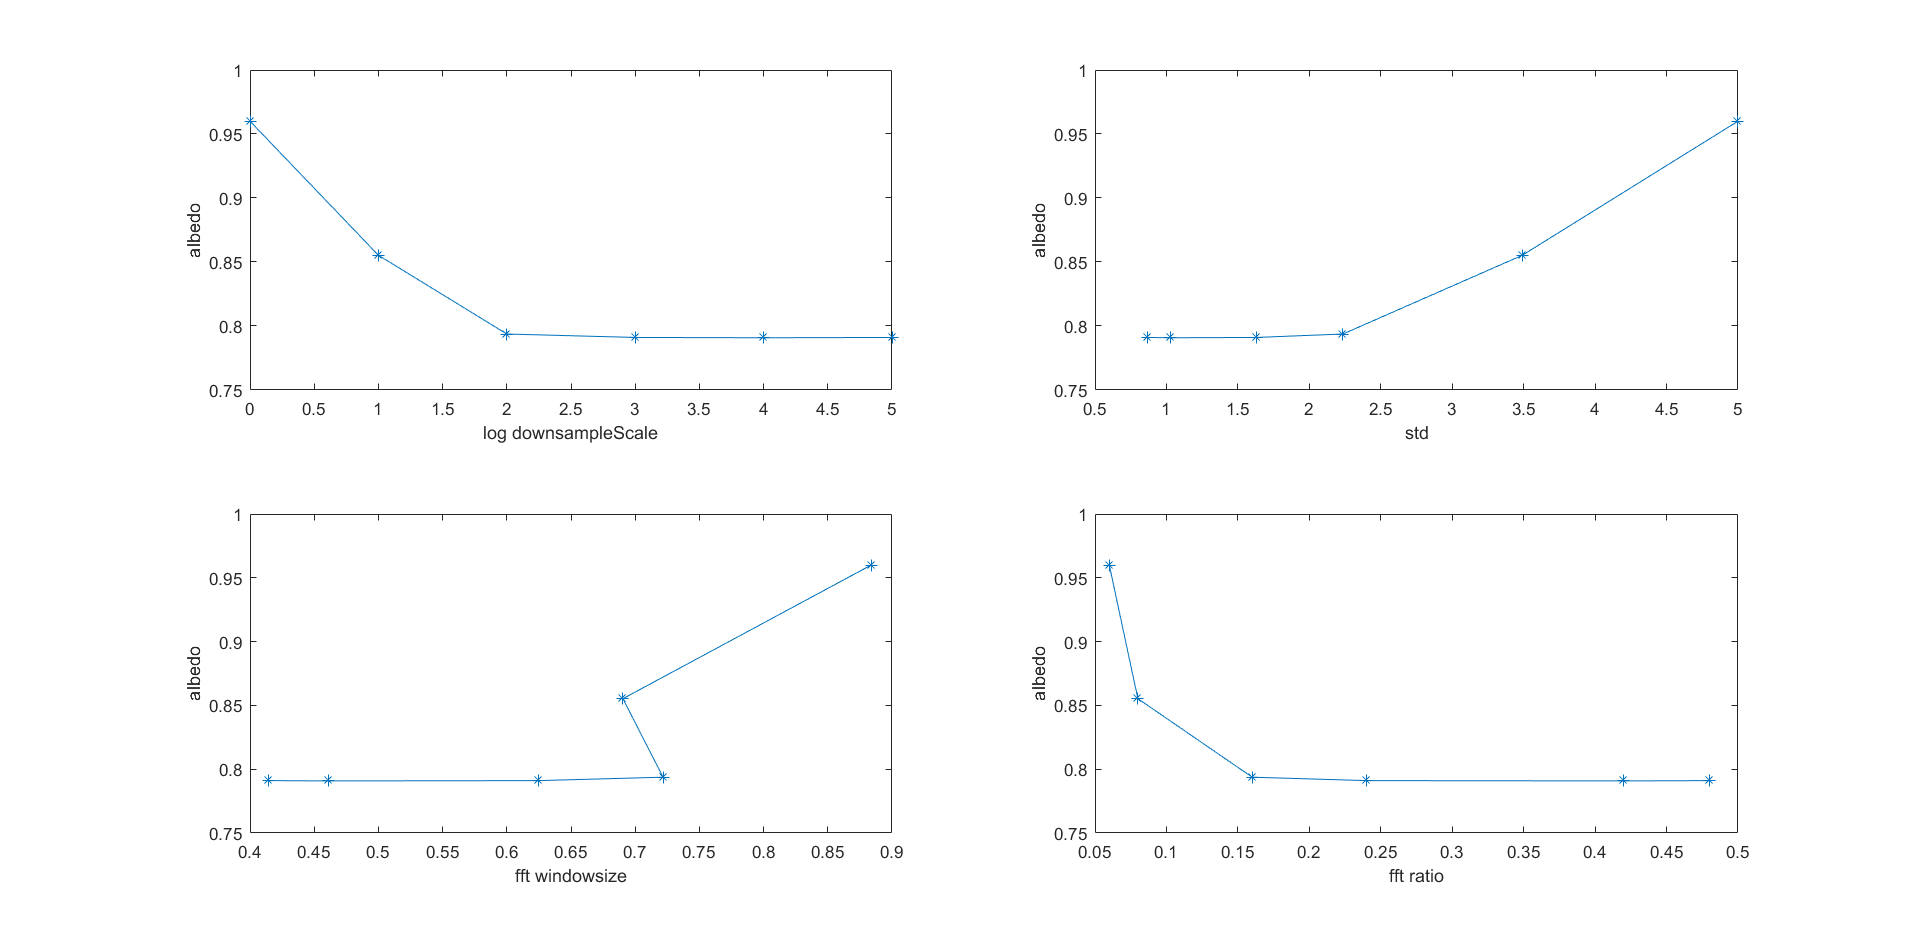 1
0.95
0.9
0.85
0.8
0.75
albedo
0 0.5 1 1.5 2 2.5 3 3.5 4 4.5 5
log downsampleScale
1
0.95
0.9
0.85
0.8
0.75
albedo
0.5 1 1.5 2 2.5 3 3.5 4 4.5 5
std
1
0.95
0.9
0.85
0.8
0.75
albedo
0.4 0.45 0.5 0.55 0.6 0.65 0.7 0.75 0.8 0.85 0.9
fft windowsize
1
0.95
0.9
0.85
0.8
0.75
albedo
0.05 0.1 0.15 0.2 0.25 0.3 0.35 0.4 0.45 0.5
fft ratio